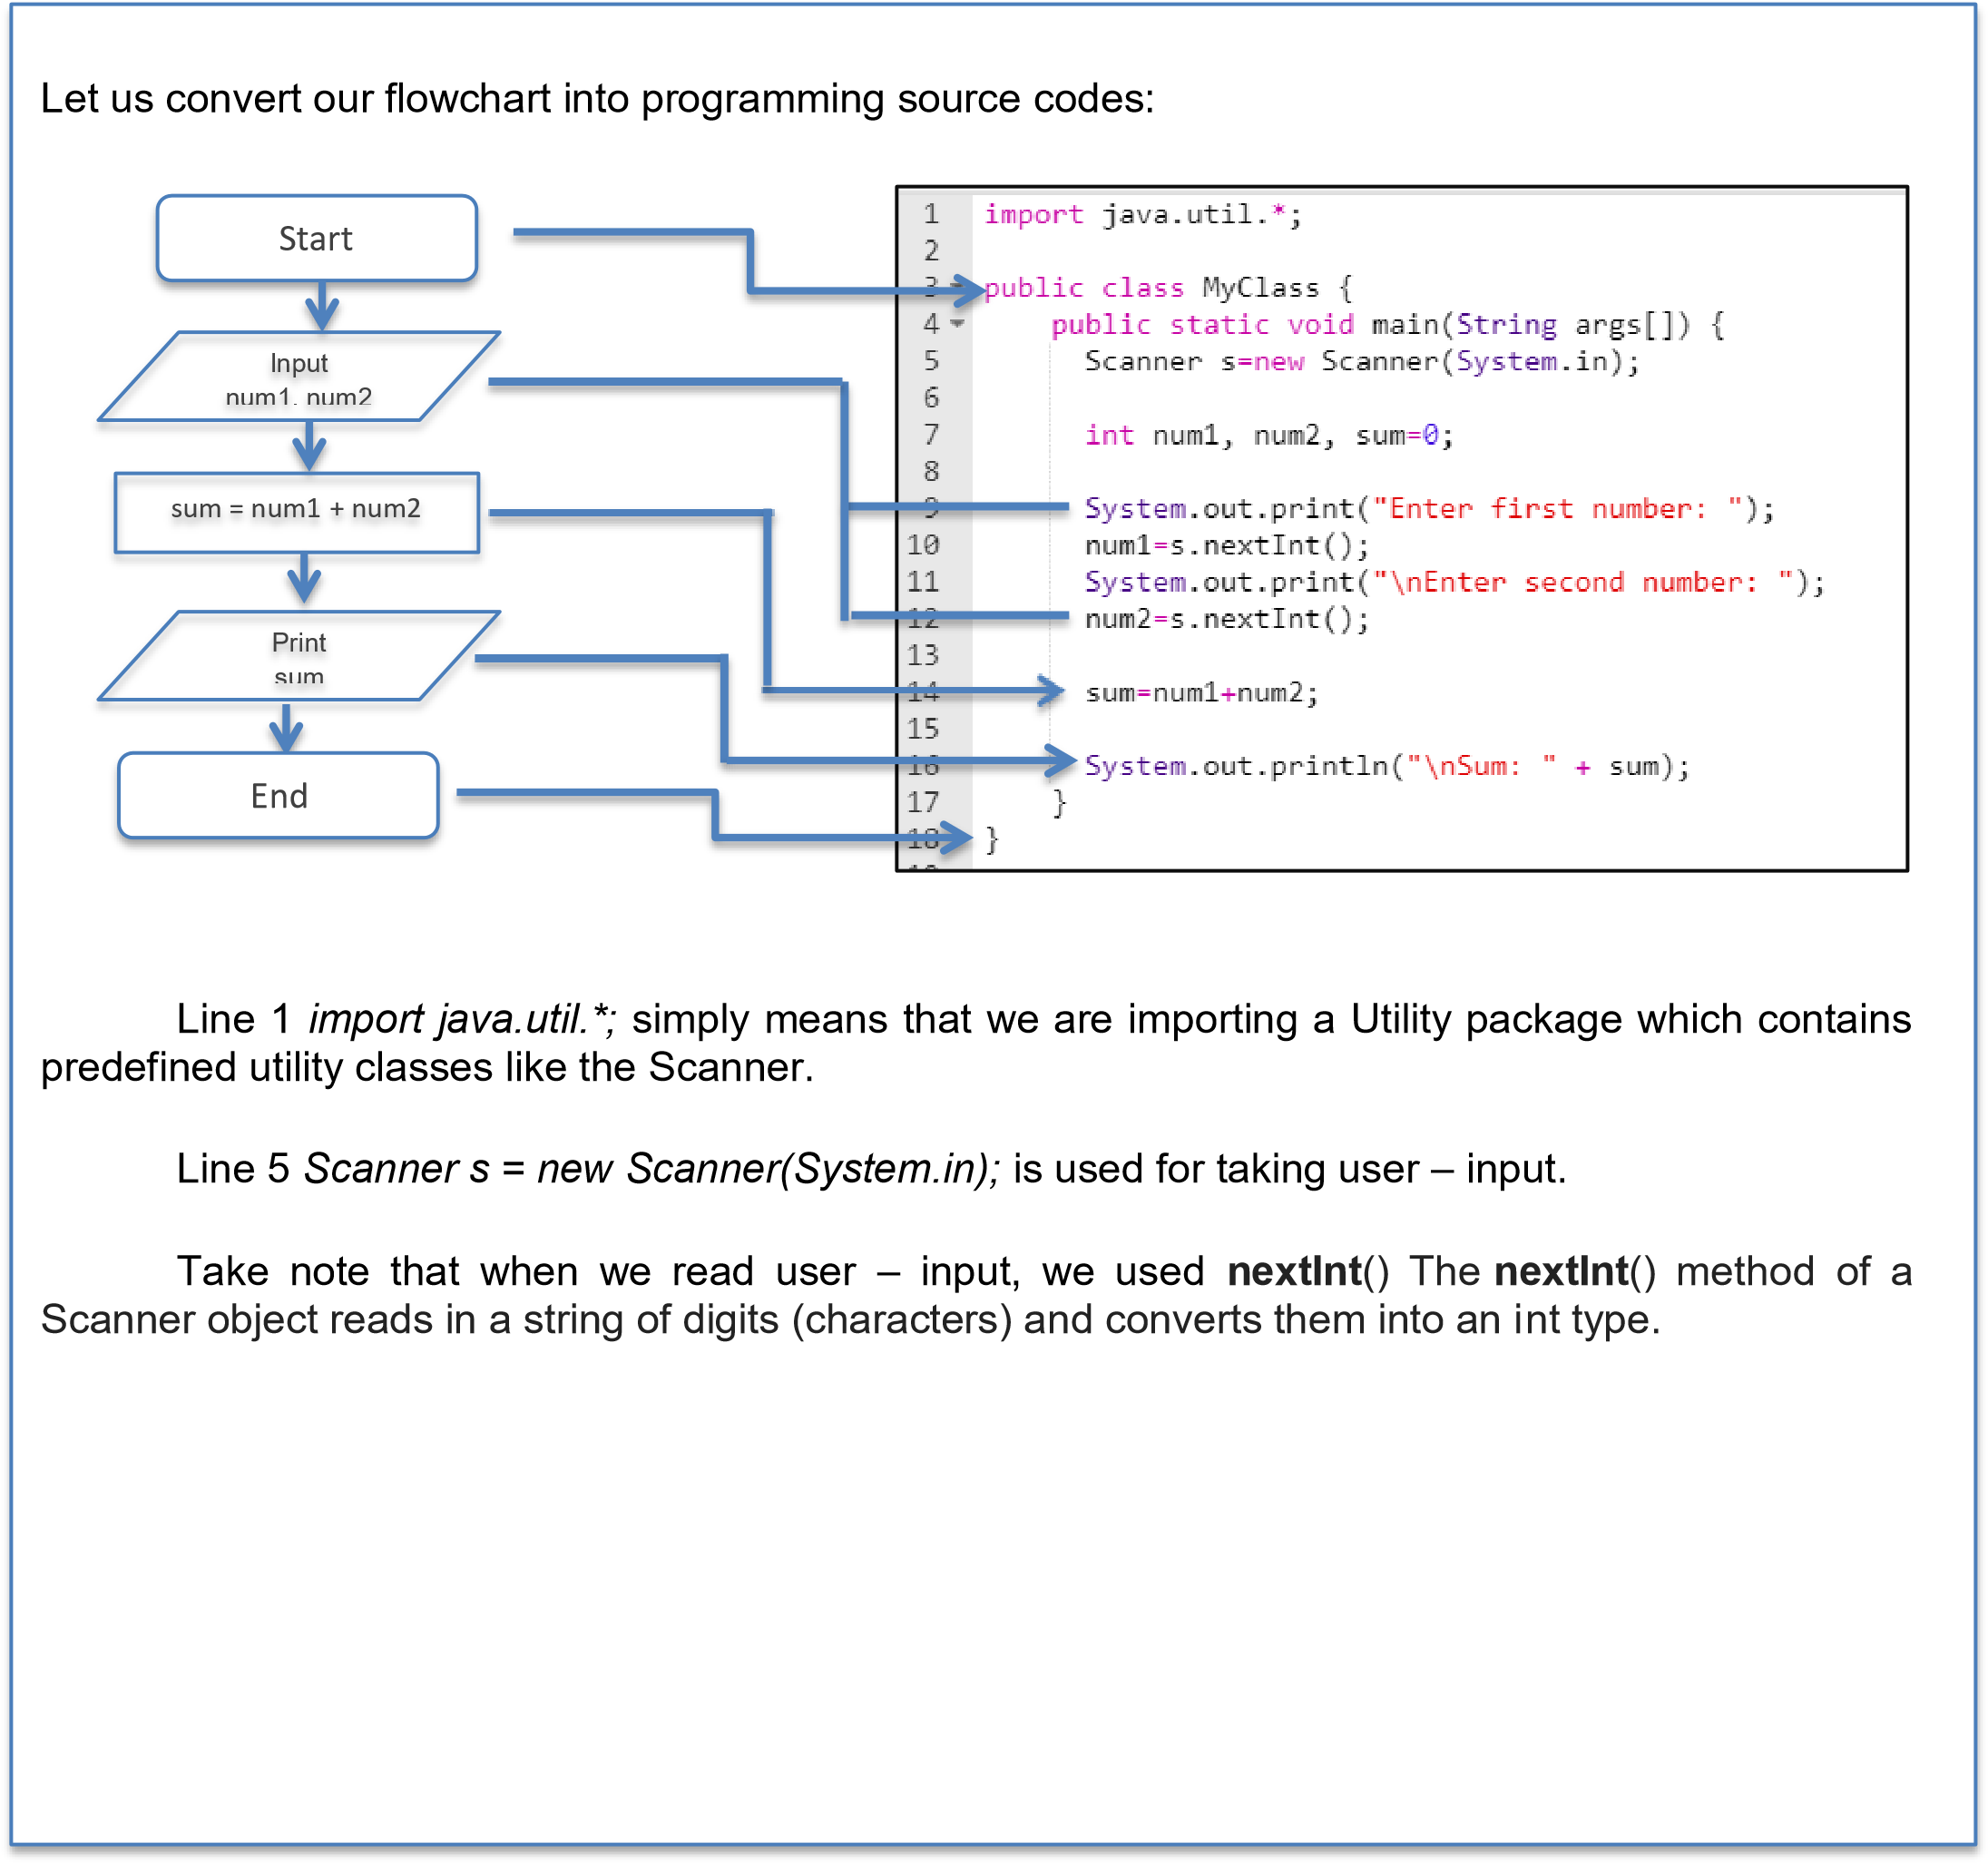 Let us convert our flowchart into programming source codes:
Start
Input
num1, num2
sum = num1 + num2
Print
sum
End
1 import java.util.*;
2
3 public class MyClass {
4 public static void main(String args[]) {
5 Scanner s=new Scanner(System.in);
6
7 int num1, num2, sum=0;
8
9 System.out.print("Enter first number: ");
10 num1=s.nextInt();
11 System.out.print("\nEnter second number: ");
12 num2=s.nextInt();
13
14 sum=num1+num2;
15
16 System.out.println("\nSum: " + sum);
17 }
18 }
Line 1 import java.util.*; simply means that we are importing a Utility package which contains
predefined utility classes like the Scanner.
Line 5 Scanner s = new Scanner(System.in); is used for taking user – input.
Take note that when we read user – input, we used nextInt() The nextInt() method of a
Scanner object reads in a string of digits (characters) and converts them into an int type.